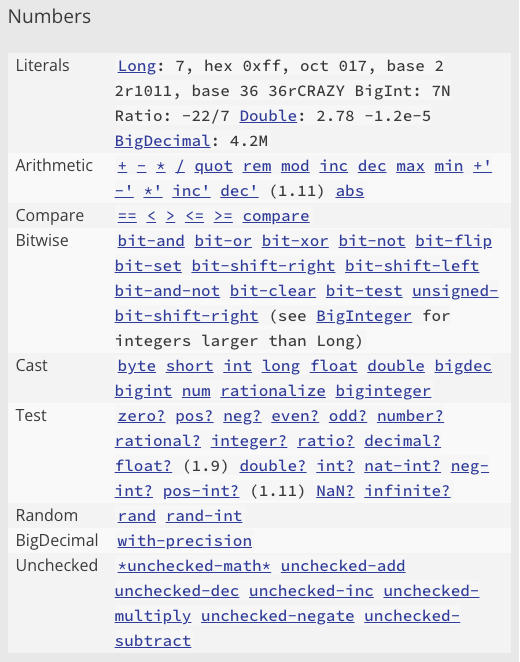 Numbers
Literals Long: 7, hex 0xff, oct 017, base 2
2r1011, base 36 36rCRAZY BigInt: 7N
Ratio: -22/7 Double: 2.78 -1.2e-5
BigDecimal: 4.2M
Arithmetic + - * / quot rem mod inc dec max min +'
-' *' inc' dec' (1.11) abs
Compare == < > <= >= compare
Bitwise bit-and bit-or bit-xor bit-not bit-flip
bit-set bit-shift-right bit-shift-left
bit-and-not bit-clear bit-test unsigned-
bit-shift-right (see BigInteger for
integers larger than Long)
Cast byte short int long float double bigdec
bigint num rationalize biginteger
Test zero? pos? neg? even? odd? number?
rational? integer? ratio? decimal?
float? (1.9) double? int? nat-int? neg-
int? pos-int? (1.11) NaN? infinite?
Random rand rand-int
BigDecimal with-precision
Unchecked *unchecked-math* unchecked-add
unchecked-dec unchecked-inc unchecked-
multiply unchecked-negate unchecked-
subtract